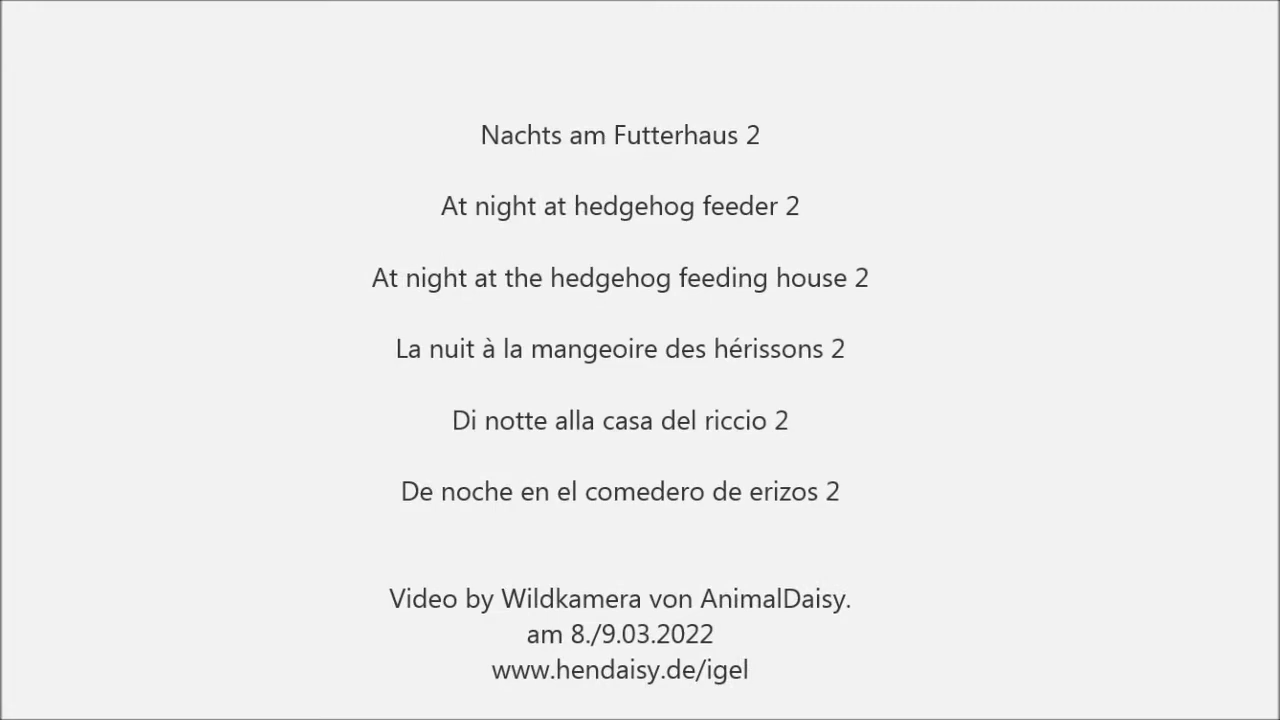 Nachts am Futterhaus 2
At night at hedgehog feeder 2
At night at the hedgehog feeding house 2
La nuit à la mangeoire des hérissons 2
Di notte alla casa del riccio 2
De noche en el comedero de erizos 2
Video by Wildkamera von AnimalDaisy.
am 8./9.03.2022
www.hendaisy.de/igel